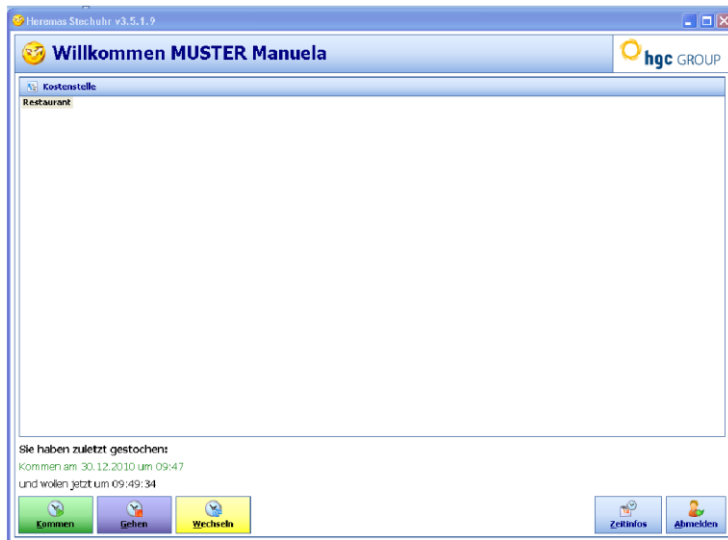 Heramas Stechuhr v3.5.1.9
Willkommen MUSTER Manuela
hgc GROUP
Kostenstelle
Restaurant
Sie haben zuletzt gestochen:
Kommen am 30.12.2010 um 09:47
und wollen jetzt um 09:49:34
Kommen
Gehen
Wechseln
Zeitinfos
Abmelden